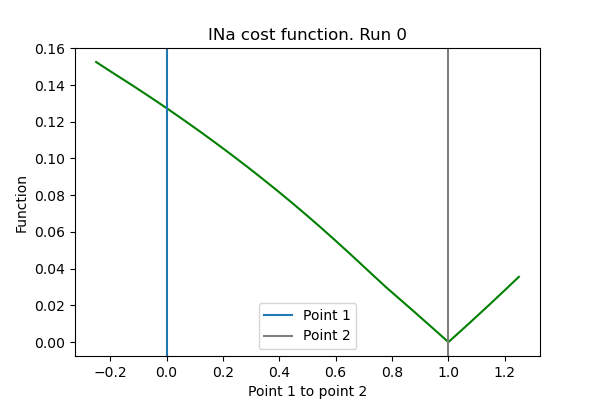 INa cost function. Run 0
Function
0.16
0.14
0.12
0.10
0.08
0.06
0.04
0.02
0.00
Point 1
Point 2
−0.2 0.0 0.2 0.4 0.6 0.8 1.0 1.2
Point 1 to point 2